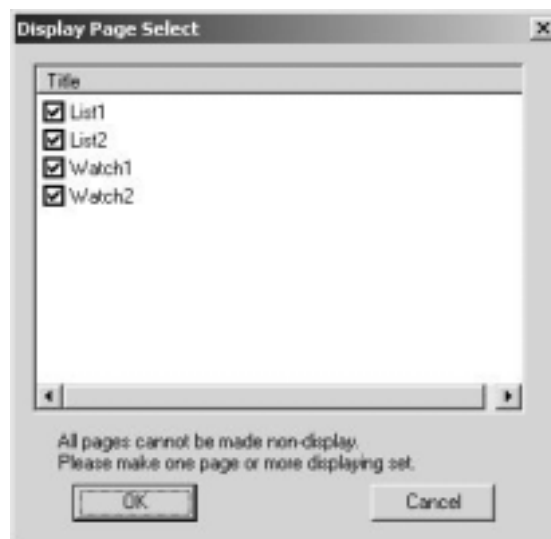 Display Page Select
Title
List1
List2
Watch1
Watch2
All pages cannot be made non-display.
Please make one page or more displaying set.
OK
Cancel